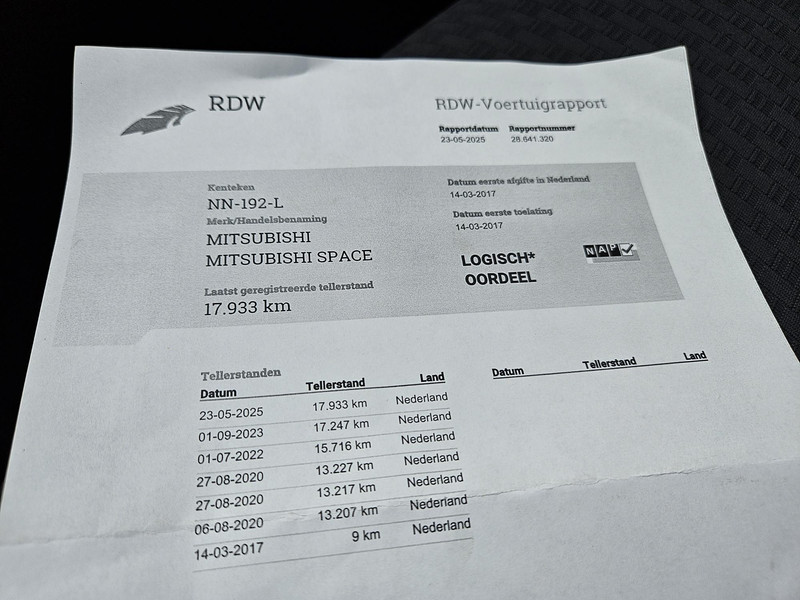 RDW
RDW-Voertuigrapport
Rapportdatum Rapportnummer
23-05-2025 28.641.320
Kenteken
NN-192-L
Merk/Handelsbenaming
MITSUBISHI
MITSUBISHI SPACE
Laatst geregistreerde tellerstand
17.933 km
Datum eerste afgifte in Nederland
14-03-2017
Datum eerste toelating
14-03-2017
LOGISCH*
OORDEEL
NAP
Tellerstanden
Datum Tellerstand Land
23-05-2025 17.933 km Nederland
01-09-2023 17.247 km Nederland
01-07-2022 15.716 km Nederland
27-08-2020 13.227 km Nederland
27-08-2020 13.217 km Nederland
06-08-2020 13.207 km Nederland
14-03-2017 9 km Nederland
Datum Tellerstand Land